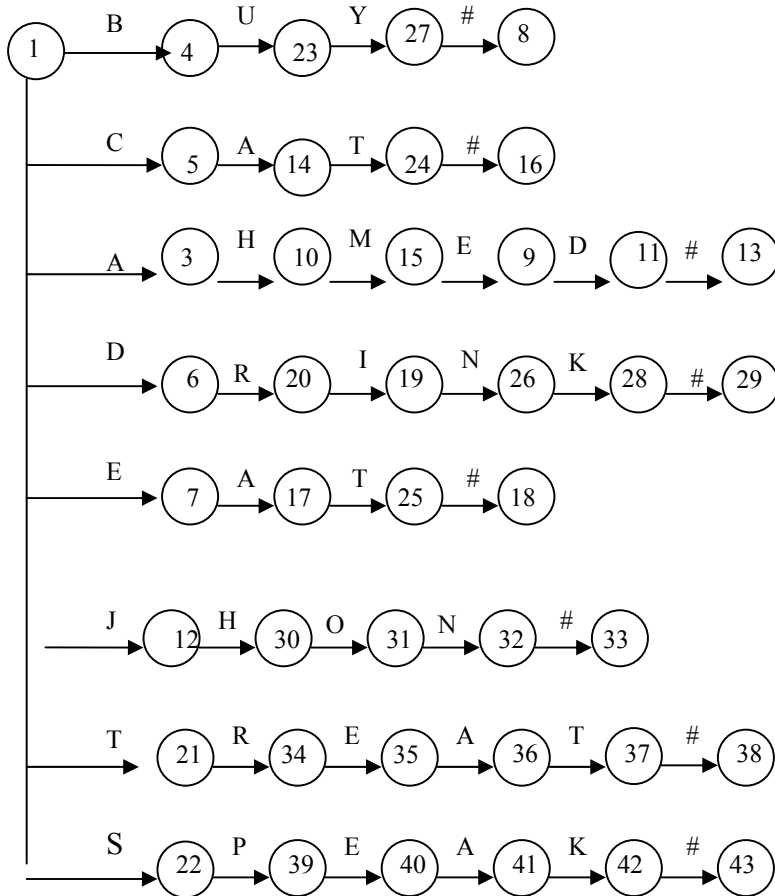 B U Y #
1 4 23 27 8
C A T #
5 14 24 16
A H M E D #
3 10 15 9 11 13
D R I N K #
6 20 19 26 28 29
E A T #
7 17 25 18
J H O N #
12 30 31 32 33
T R E A T #
21 34 35 36 37 38
S P E A K #
22 39 40 41 42 43